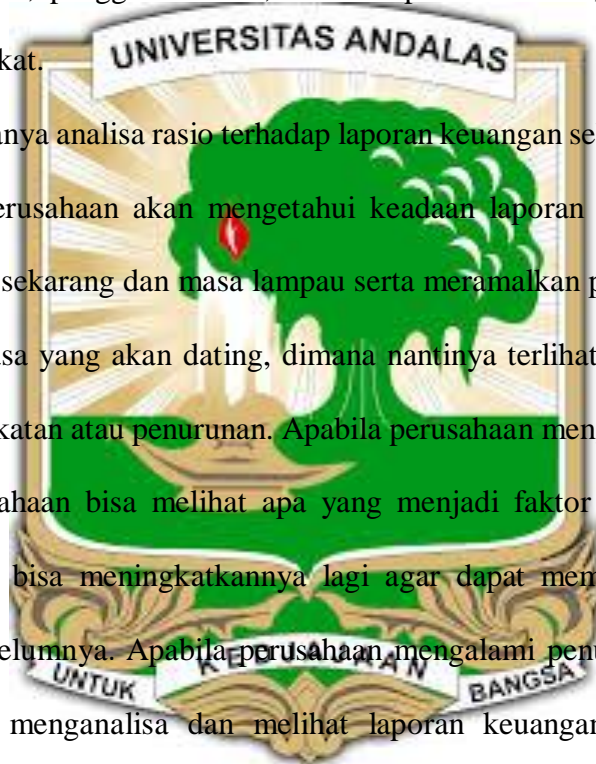 kat.
UNIVERSITAS ANDALAS
anya analisa rasio terhadap laporan keuangan se
erusahaan akan mengetahui keadaan laporan
sekarang dan masa lampau serta meramalkan p
sa yang akan dating, dimana nantinya terlihat
katan atau penurunan. Apabila perusahaan men
ahaan bisa melihat apa yang menjadi faktor
bisa meningkatkannya lagi agar dapat mem
elumnya. Apabila perusahaan mengalami penu
UNTUK KEDJAJAAN BANGSA
menganalisa dan melihat laporan keuangan